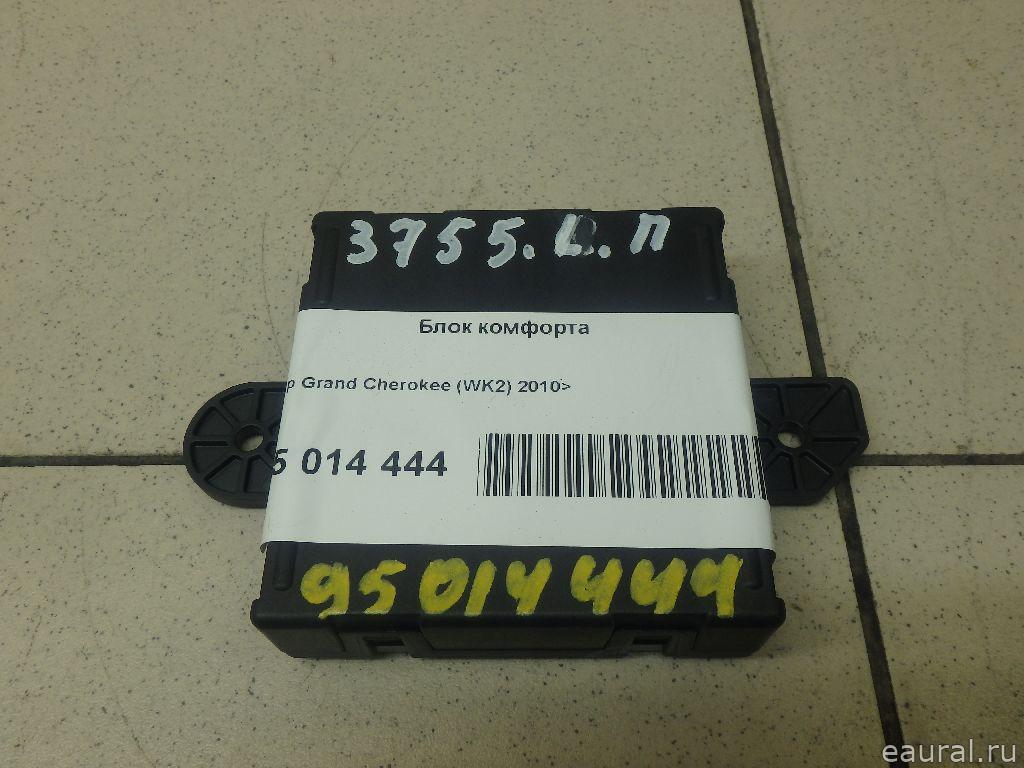 3755.L.П
Блок комфорта
p Grand Cherokee (WK2) 2010>
5 014 444
95014444
eaural.ru